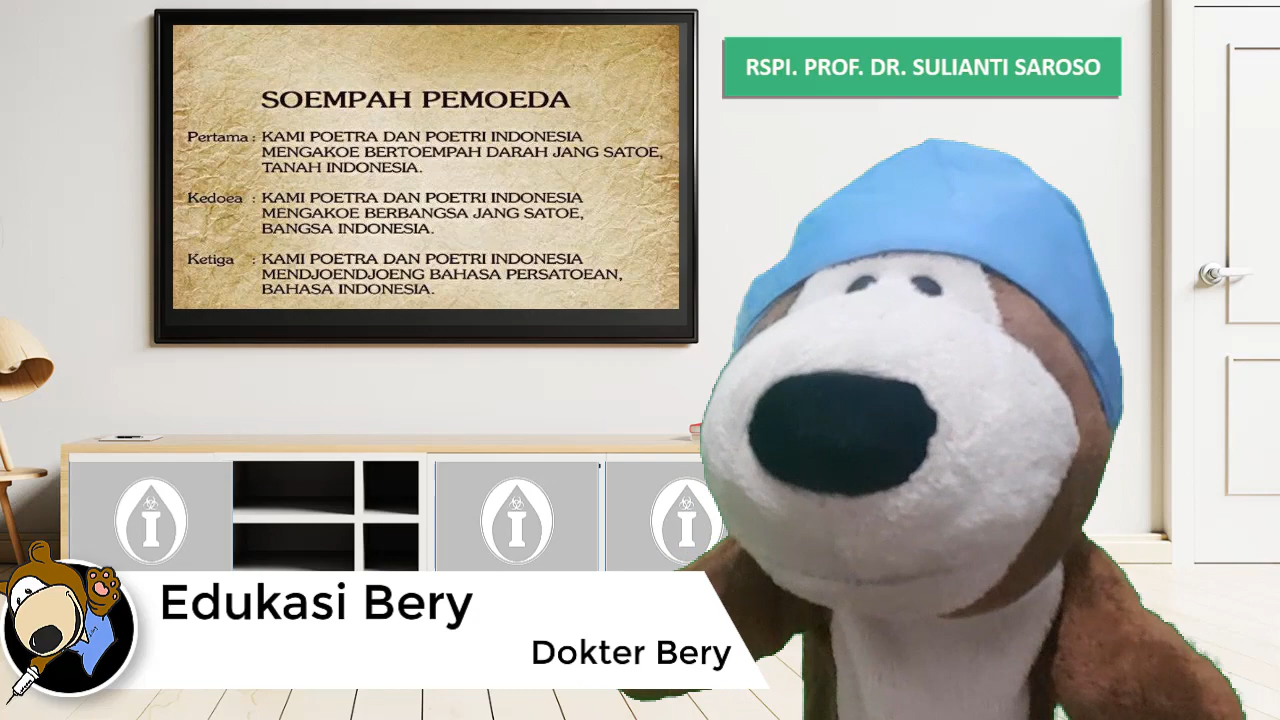 SOEMPAH PEMOEDA
Pertama : KAMI POETRA DAN POETRI INDONESIA
MENGAKOE BERTOEMPAH DARAH JANG SATOE,
TANAH INDONESIA.
Kedoea : KAMI POETRA DAN POETRI INDONESIA
MENGAKOE BERBANGSA JANG SATOE,
BANGSA INDONESIA.
Ketiga : KAMI POETRA DAN POETRI INDONESIA
MENDJOENDJOENG BAHASA PERSATOEAN,
BAHASA INDONESIA.
RSPI. PROF. DR. SULIANTI SAROSO
Edukasi Bery
Dokter Bery